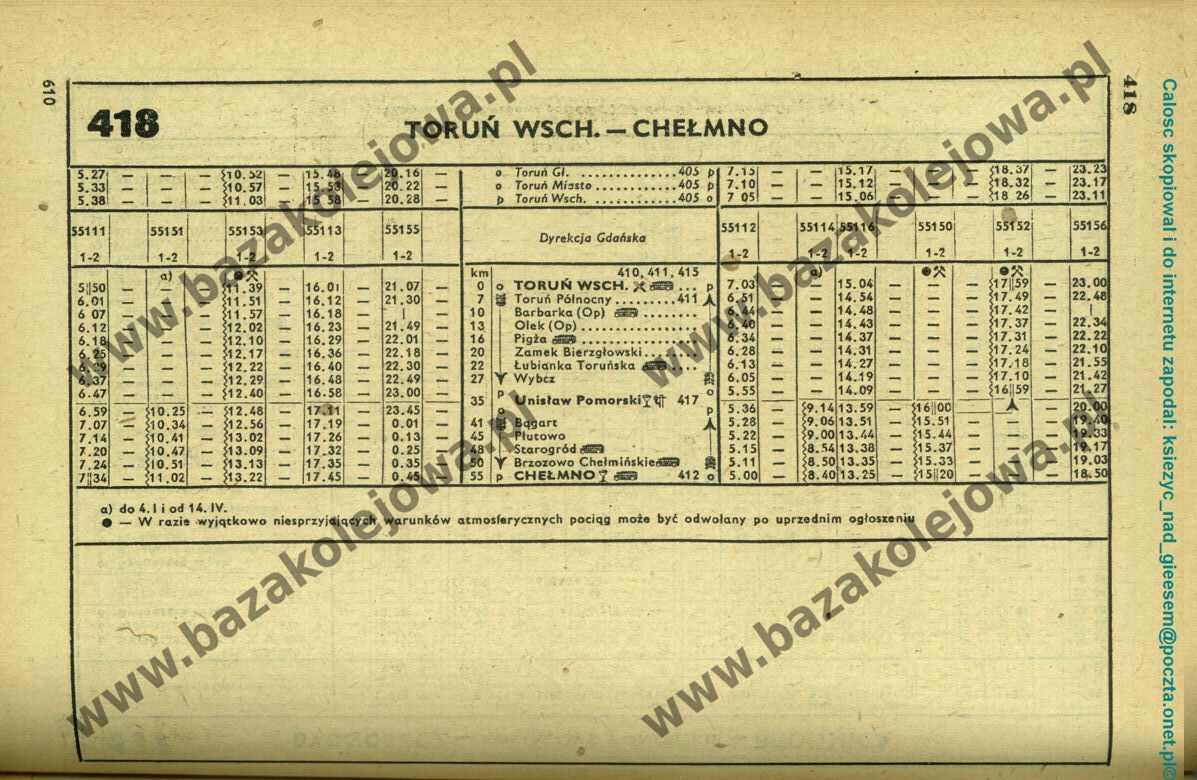 610
418
418
TORUŃ WSCH. — CHEŁMNO
5.27 — — 10.52 — 15.48 — 20.16 — o Toruń Gł. 405 p 7.15 — — 15.17 — — 18.37 — 23.23
5.33 — — 10.57 — 15.53 — 20.22 — o Toruń Miasto 405 p 7.10 — — 15.12 — — 18.32 — 23.17
5.38 — — 11.03 — 15 58 — 20.28 — p Toruń Wsch. 405 o 7 05 — — 15.06 — — 18 26 — 23.11
55111 55151 55153 55113 55155 Dyrekcja Gdańska 55112 55114 55116 55150 55152 55156
1-2 1-2 1-2 1-2 1-2 1-2 1-2 1-2 1-2 1-2 1-2
a) km 410, 411, 415 a)
5||50 — — 11.39 — 16.01 21.07 — 0 o TORUŃ WSCH. ... p 7.03 — — 15.04 — — 17||59 — 23.00
6.01 — — 11.51 — 16.12 21.30 — 7 Toruń Północny 411 6.51 — — 14.54 — — 17.49 — 22.48
6 07 — — 11.57 — 16.18 | — 10 Barbarka (Op) 6.44 — — 14.48 — — 17.42 —
6.12 — — 12.02 — 16.23 21.49 — 13 Olek (Op) 6.40 — — 14.43 — — 17.37 — 22.34
6.18 — — 12.10 — 16.29 22.01 — 16 Pigża 6.34 — — 14.37 — — 17.31 — 22.22
6.25 — — 12.17 — 16.36 22.18 — 20 Zamek Bierzgłowski 6.28 — — 14.31 — — 17.24 — 22.10
— — 12.22 — 16.40 22.30 — 22 Łubianka Toruńska 6.13 — — 14.27 — — 17.18 — 21.55
6.37 — — 12.29 — 16.48 22.49 — 27 Wybcz 6.05 — — 14.19 — — 17.10 — 21.42
6.47 — — 12.40 — 16.58 23.00 — 35 p Unisław Pomorski 417 o 5.55 — — 14.09 — — 16||59 — 21.27
6.59 — 10.25 — 12.48 — 17.11 23.45 — o p 5.36 — 9.14 13.59 — 16||00 — — 20.00
7.07 — 10.34 — 12.56 — 17.19 0.01 — 41 Bągart 5.28 — 9.06 13.51 — 15.51 — — 19.40
7.14 — 10.41 — 13.02 — 17.26 0.13 — 45 Płutowo 5.22 — 9.00 13.44 — 15.44 — — 19.33
7.20 — 10.47 — 13.09 — 17.32 0.25 — 48 Starogród 5.15 — 8.54 13.38 — 15.37 — — 19.17
7.24 — 10.51 — 13.13 — 17.35 0.35 — 50 Brzozowo Chełmińskie 5.11 — 8.50 13.35 — 15.33 — — 19.03
7||34 — 11.02 — 13.22 — 17.45 0.45 — 55 p CHEŁMNO 412 o 5.00 — 8.40 13.25 — 15||20 — — 18.50
a) do 4.I i od 14. IV.
● — W razie wyjątkowo niesprzyjających warunków atmosferycznych pociąg może być odwołany po uprzednim ogłoszeniu
www.bazakolejowa.pl
www.bazakolejowa.pl
www.bazakolejowa.pl
www.bazakolejowa.pl
Calosc skopiowal i do internetu zapodal: ksiezyc_nad_gieesem@poczta.onet.pl©